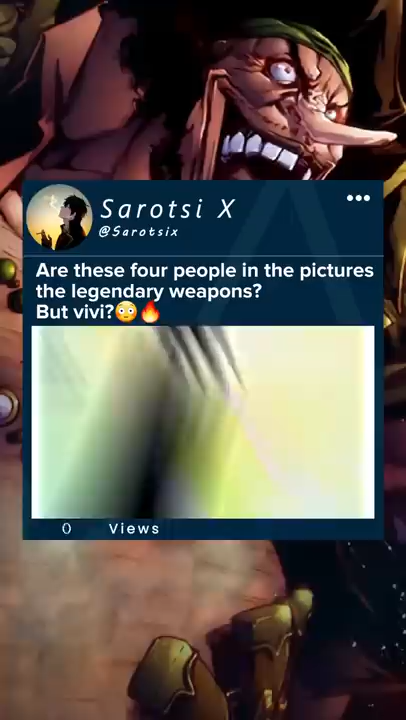 Sarotsi X
@Sarotsix
Are these four people in the pictures
the legendary weapons?
But vivi?😳🔥
0 Views